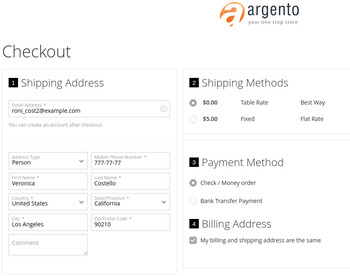 argento
your one stop store
Checkout
1 Shipping Address
Email Address *
roni_cost2@example.com
You can create an account after checkout.
Address Type
Person
Mobile Phone Number *
777-77-77
First Name *
Veronica
Last Name *
Costello
Country *
United States
State/Province *
California
City *
Los Angeles
Zip/Postal Code *
90210
Comment
2 Shipping Methods
$0.00 Table Rate Best Way
$5.00 Fixed Flat Rate
3 Payment Method
Check / Money order
Bank Transfer Payment
4 Billing Address
My billing and shipping address are the same